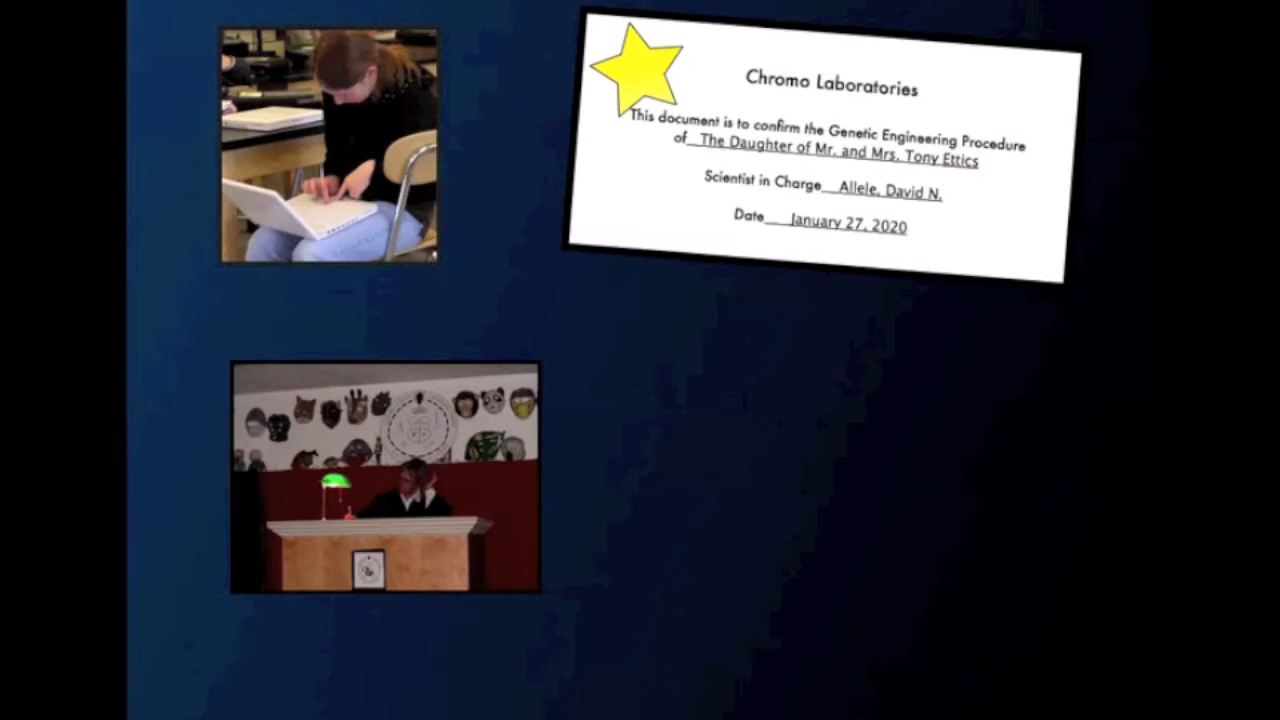 Chromo Laboratories
This document is to confirm the Genetic Engineering Procedure
of The Daughter of Mr. and Mrs. Tony Ettics
Scientist in Charge Allele, David N.
Date January 27, 2020